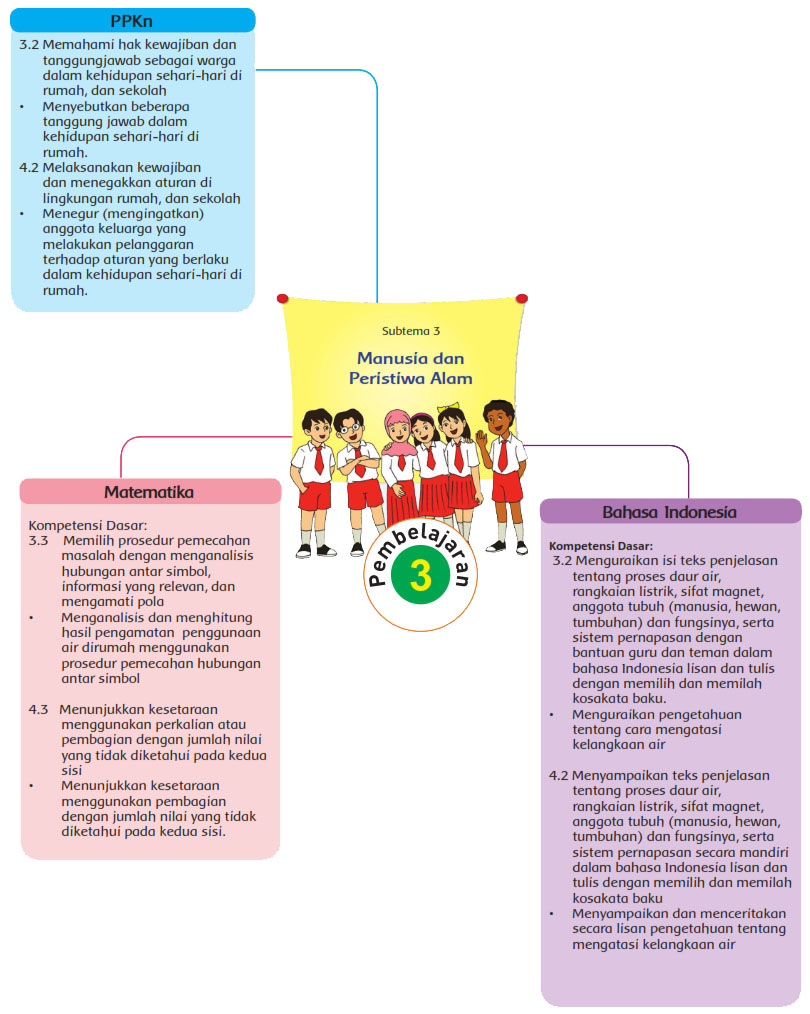 PPKn
3.2 Memahami hak kewajiban dan
tanggungjawab sebagai warga
dalam kehidupan sehari-hari di
rumah, dan sekolah
• Menyebutkan beberapa
tanggung jawab dalam
kehidupan sehari-hari di
rumah.
4.2 Melaksanakan kewajiban
dan menegakkan aturan di
lingkungan rumah, dan sekolah
• Menegur (mengingatkan)
anggota keluarga yang
melakukan pelanggaran
terhadap aturan yang berlaku
dalam kehidupan sehari-hari di
rumah.
Subtema 3
Manusia dan
Peristiwa Alam
Pembelajaran
3
Matematika
Kompetensi Dasar:
3.3 Memilih prosedur pemecahan
masalah dengan menganalisis
hubungan antar simbol,
informasi yang relevan, dan
mengamati pola
• Menganalisis dan menghitung
hasil pengamatan penggunaan
air dirumah menggunakan
prosedur pemecahan hubungan
antar simbol
4.3 Menunjukkan kesetaraan
menggunakan perkalian atau
pembagian dengan jumlah nilai
yang tidak diketahui pada kedua
sisi
• Menunjukkan kesetaraan
menggunakan pembagian
dengan jumlah nilai yang tidak
diketahui pada kedua sisi.
Bahasa Indonesia
Kompetensi Dasar:
3.2 Menguraikan isi teks penjelasan
tentang proses daur air,
rangkaian listrik, sifat magnet,
anggota tubuh (manusia, hewan,
tumbuhan) dan fungsinya, serta
sistem pernapasan dengan
bantuan guru dan teman dalam
bahasa Indonesia lisan dan tulis
dengan memilih dan memilah
kosakata baku.
• Menguraikan pengetahuan
tentang cara mengatasi
kelangkaan air
4.2 Menyampaikan teks penjelasan
tentang proses daur air,
rangkaian listrik, sifat magnet,
anggota tubuh (manusia, hewan,
tumbuhan) dan fungsinya, serta
sistem pernapasan secara mandiri
dalam bahasa Indonesia lisan dan
tulis dengan memilih dan memilah
kosakata baku
• Menyampaikan dan menceritakan
secara lisan pengetahuan tentang
mengatasi kelangkaan air